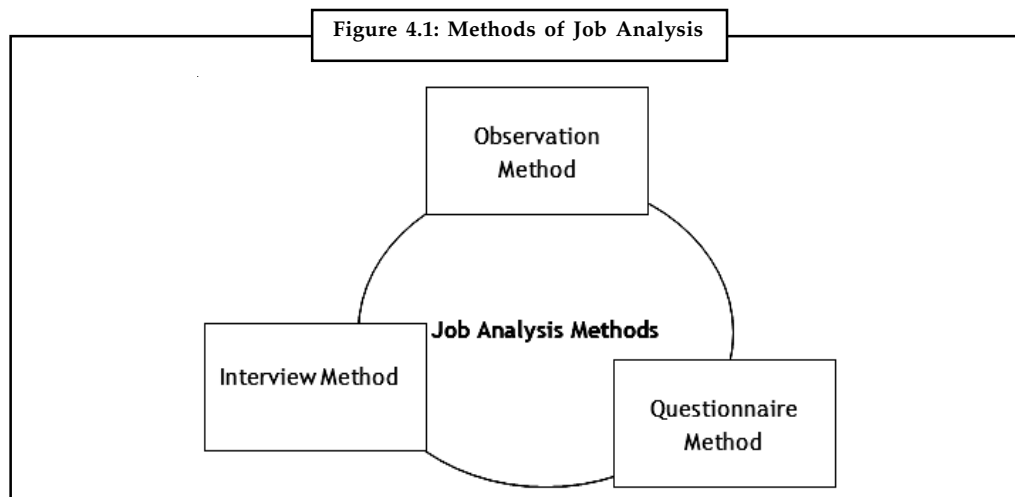 Figure 4.1: Methods of Job Analysis
Observation
Method
Job Analysis Methods
Interview Method
Questionnaire
Method